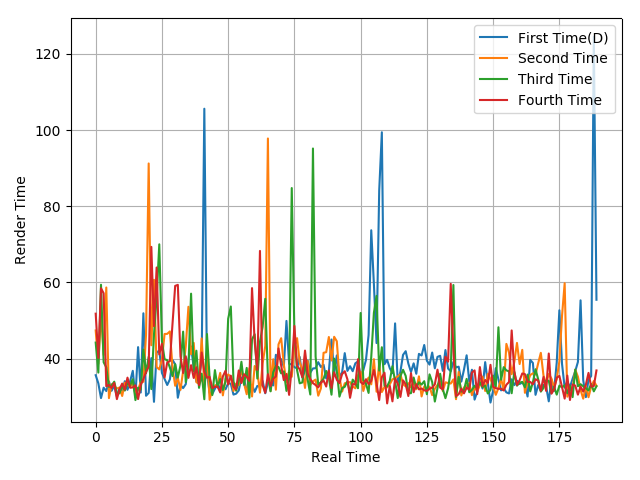 First Time(D)
Second Time
Third Time
Fourth Time
120
100
80
60
40
Render Time
0
25
50
75
100
125
150
175
Real Time